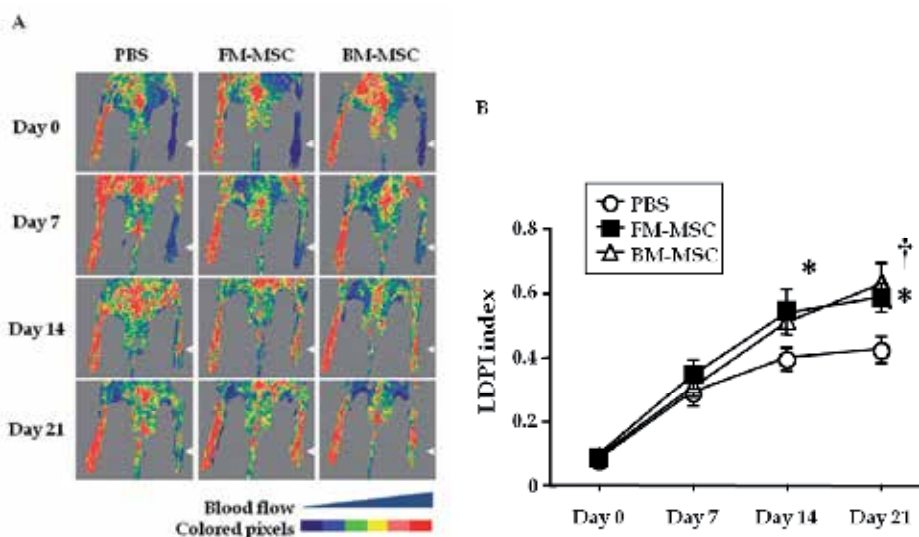 A
PBS FM-MSC BM-MSC
Day 0
Day 7
Day 14
Day 21
Blood flow
Colored pixels
B
PBS
FM-MSC
BM-MSC
LDPI index
0.8
0.6
0.4
0.2
0
*
†
*
Day 0 Day 7 Day 14 Day 21